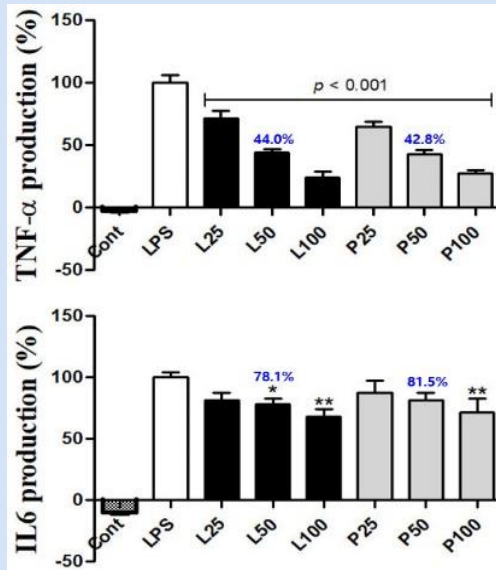 TNF-α production (%)
150
100
50
0
-50
p < 0.001
44.0%
42.8%
Cont
LPS
L25
L50
L100
P25
P50
P100
IL6 production (%)
150
100
50
0
-50
78.1%
*
**
81.5%
**
Cont
LPS
L25
L50
L100
P25
P50
P100